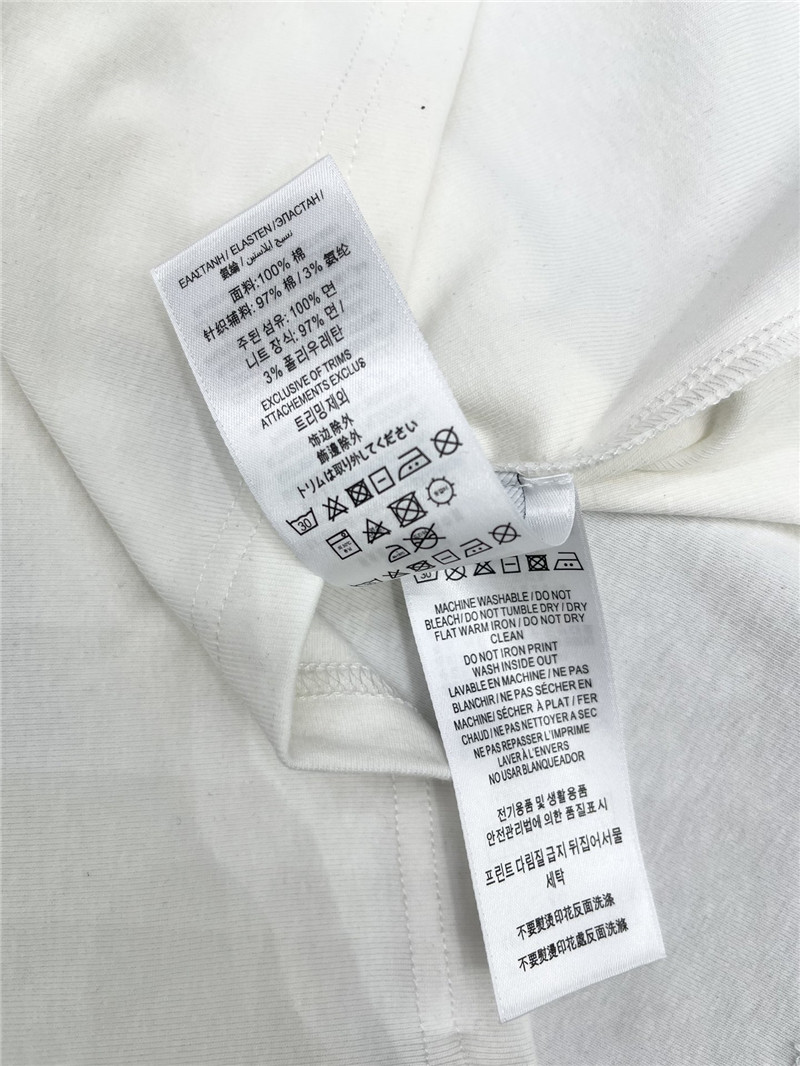 ΕΛΑΣΤΑΝΗ / ELASTEN / ЭЛАСТАН /
氨綸 / نسيج ايلاستين
面料:100% 棉
针织辅料: 97% 棉 / 3% 氨纶
주된 섬유: 100% 면
니트 장식: 97% 면 /
3% 폴리우레탄
EXCLUSIVE OF TRIMS
ATTACHEMENTS EXCLUS
트리밍 제외
饰边除外
飾邊除外
トリムは取り外してください
30
MACHINE WASHABLE / DO NOT
BLEACH / DO NOT TUMBLE DRY / DRY
FLAT WARM IRON / DO NOT DRY
CLEAN
DO NOT IRON PRINT
WASH INSIDE OUT
LAVABLE EN MACHINE / NE PAS
BLANCHIR / NE PAS SÉCHER EN
MACHINE/ SÉCHER À PLAT / FER
CHAUD / NE PAS NETTOYER A SEC
NE PAS REPASSER L'IMPRIME
LAVER À L'ENVERS
NO USAR BLANQUEADOR
전기용품 및 생활용품
안전관리법에 의한 품질표시
프린트 다림질 금지 뒤집어서물
세탁
不要熨烫印花反面洗涤
不要熨燙印花處反面洗滌